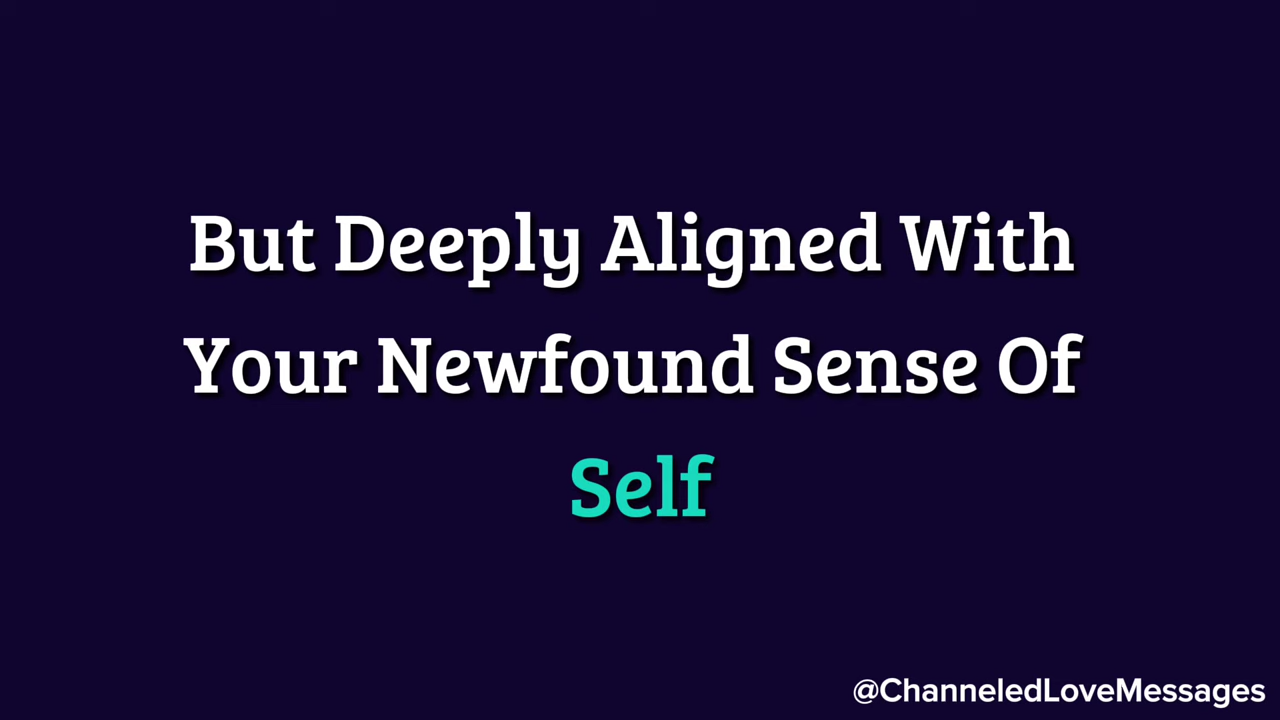 But Deeply Aligned With
Your Newfound Sense Of
Self
@ChanneledLoveMessages